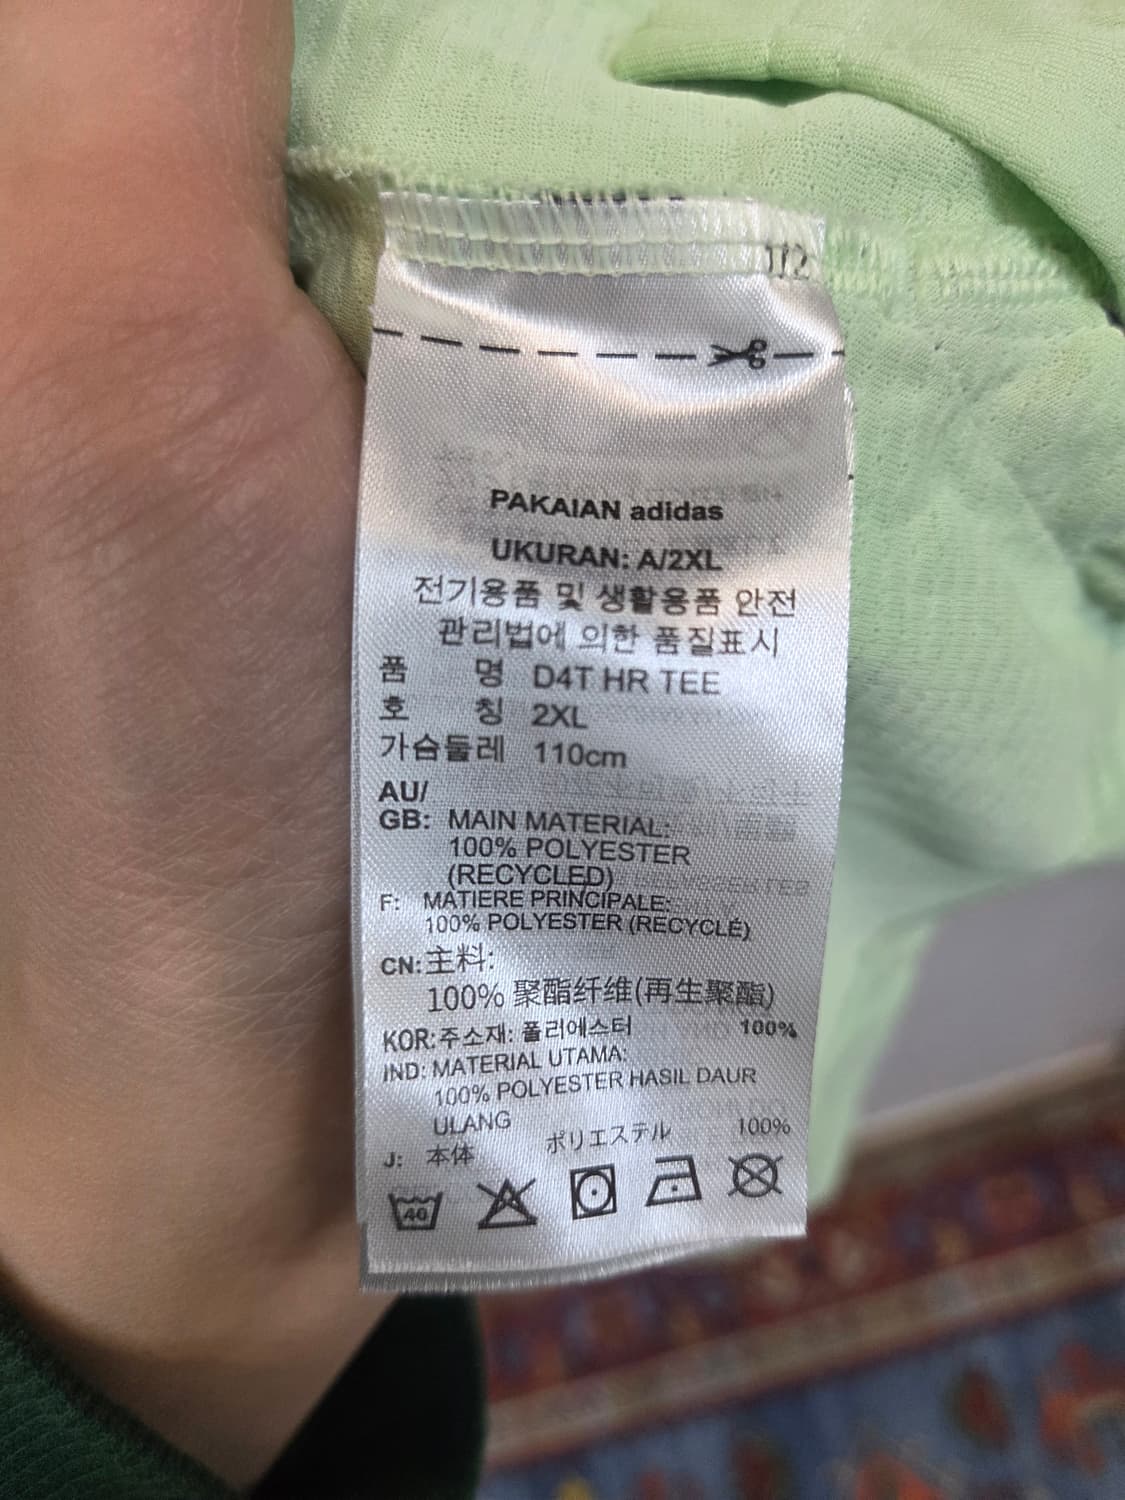 1/2
PAKAIAN adidas
UKURAN: A/2XL
전기용품 및 생활용품 안전
관리법에 의한 품질표시
품 명 D4T HR TEE
호 칭 2XL
가슴둘레 110cm
AU/
GB: MAIN MATERIAL:
100% POLYESTER
(RECYCLED)
F: MATIERE PRINCIPALE:
100% POLYESTER (RECYCLÉ)
CN: 主料:
100% 聚酯纤维(再生聚酯)
KOR: 주소재: 폴리에스터 100%
IND: MATERIAL UTAMA:
100% POLYESTER HASIL DAUR
ULANG
J: 本体 ポリエステル 100%
40